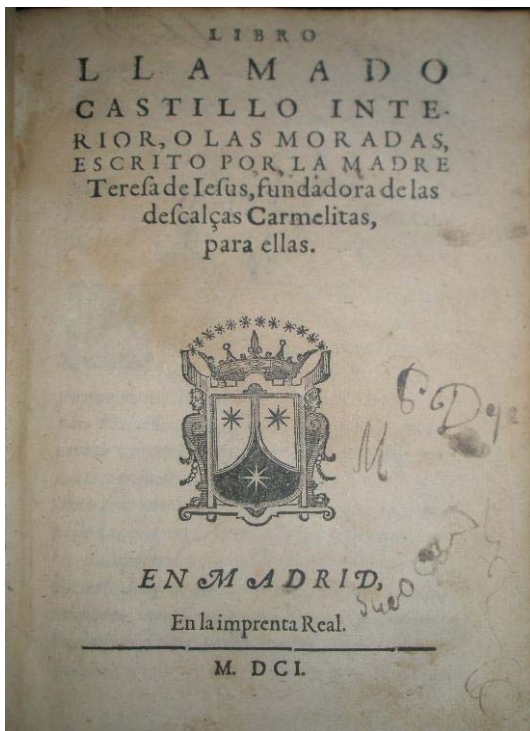 LIBRO
LLAMADO
CASTILLO INTE-
RIOR, O LAS MORADAS,
ESCRITO POR LA MADRE
Teresa de Iesus, fundadora de las
descalças Carmelitas,
para ellas.
M
EN MADRID,
En la imprenta Real.
M. DCI.